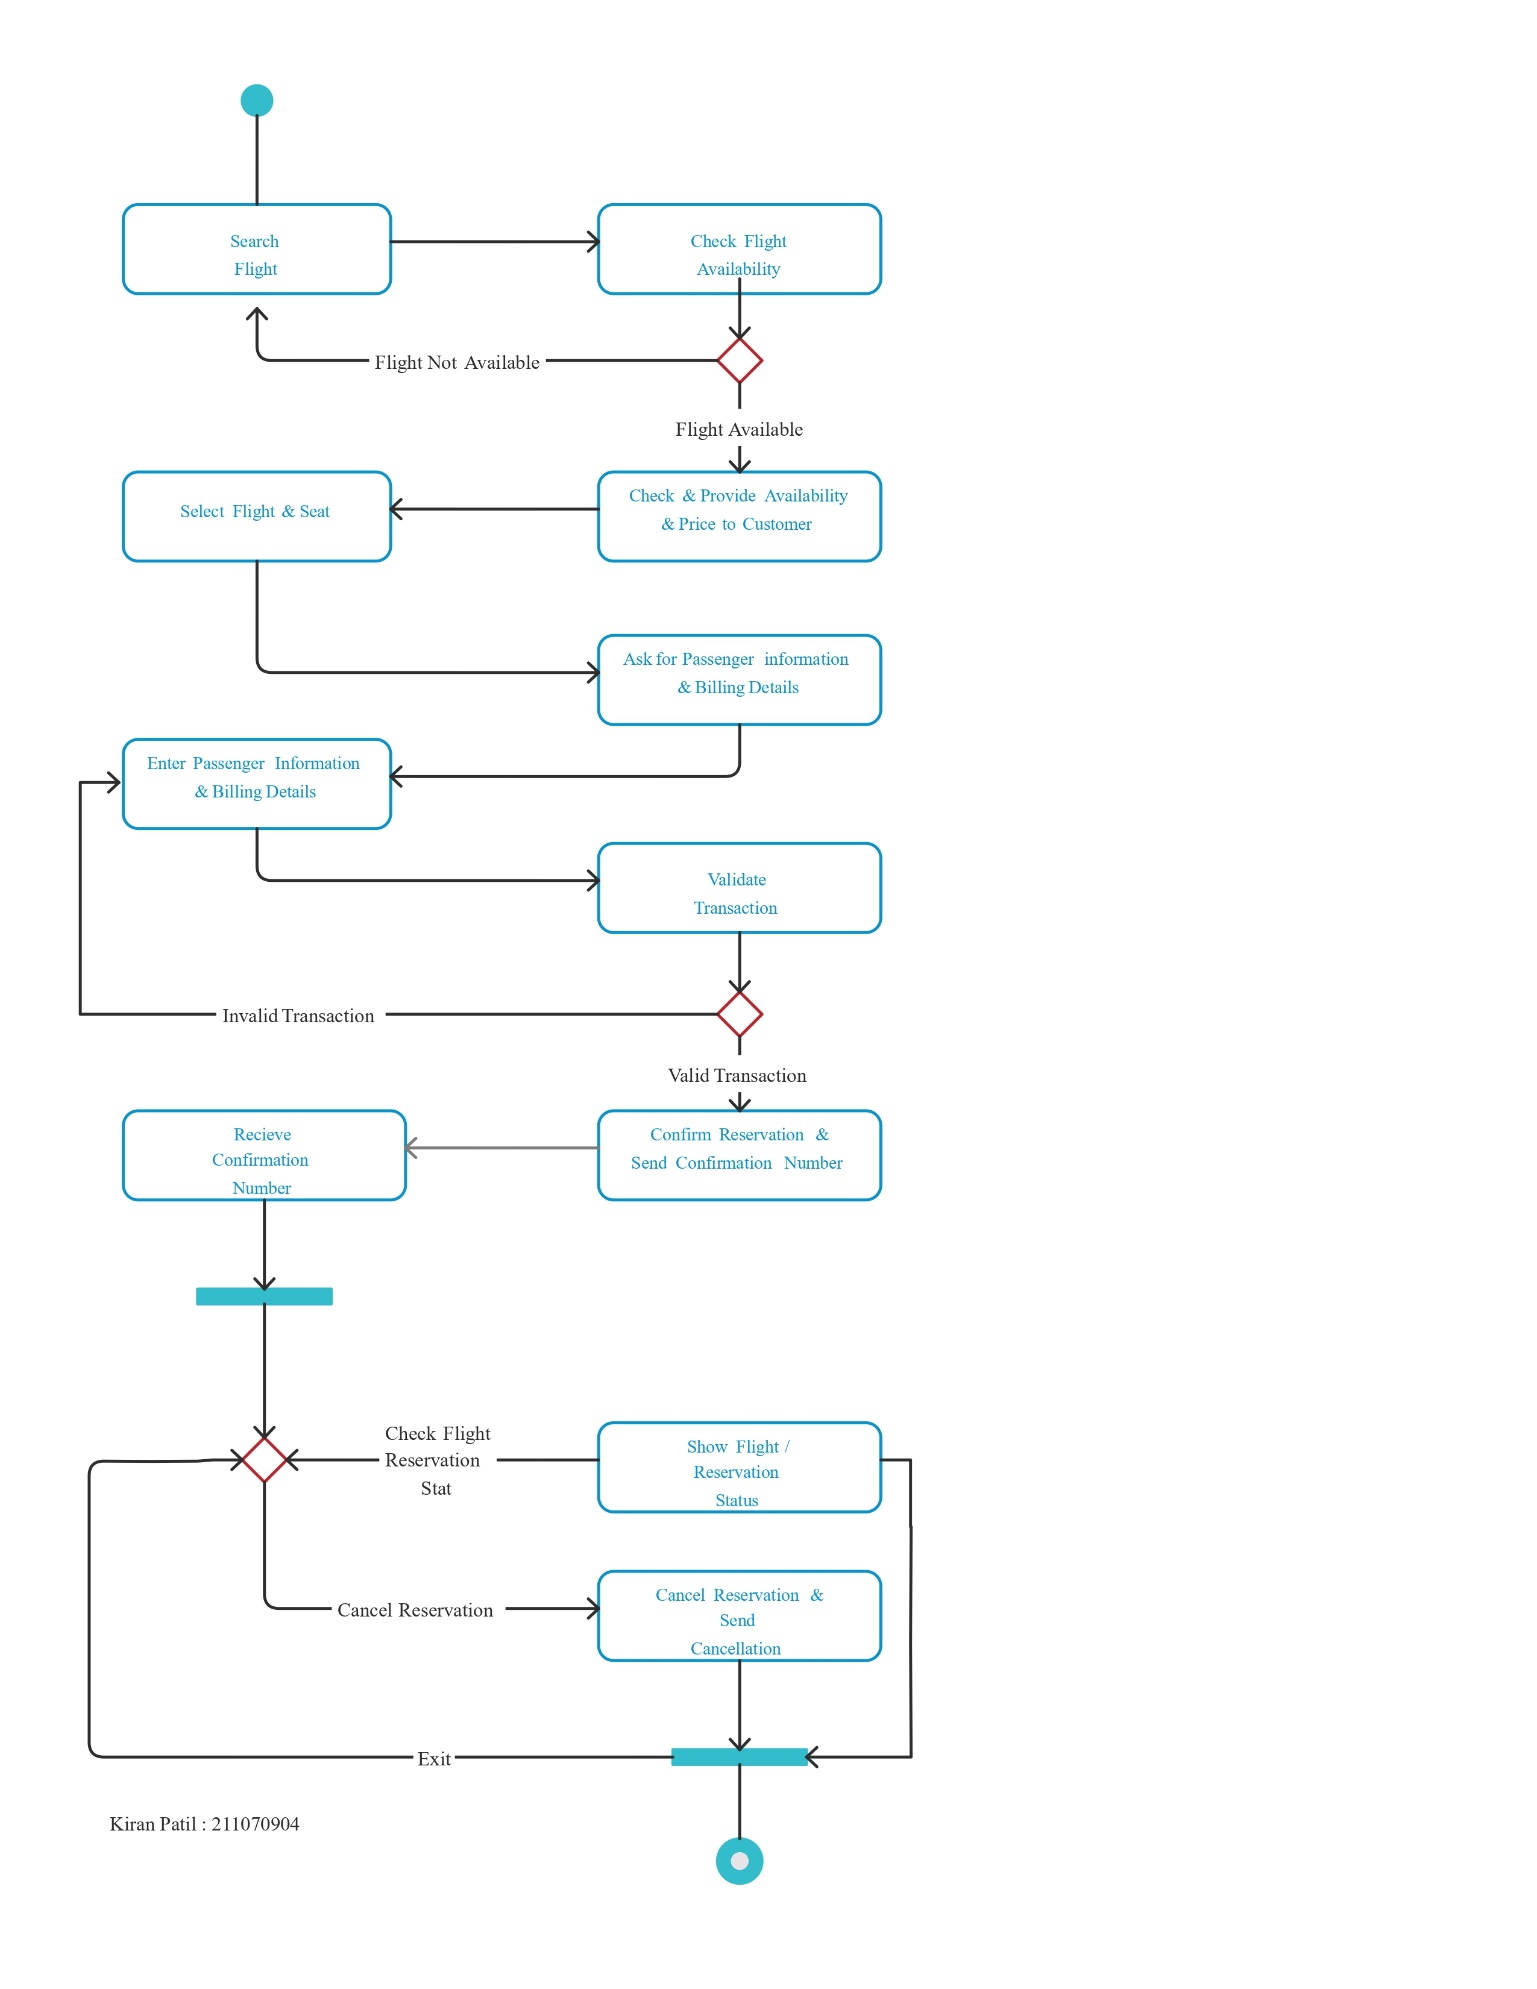 Search
Flight
Check Flight
Availability
Flight Not Available
Flight Available
Select Flight & Seat
Check & Provide Availability
& Price to Customer
Ask for Passenger information
& Billing Details
Enter Passenger Information
& Billing Details
Validate
Transaction
Invalid Transaction
Valid Transaction
Recieve
Confirmation
Number
Confirm Reservation &
Send Confirmation Number
Check Flight
Reservation
Stat
Show Flight /
Reservation
Status
Cancel Reservation
Cancel Reservation &
Send
Cancellation
Exit
Kiran Patil : 211070904